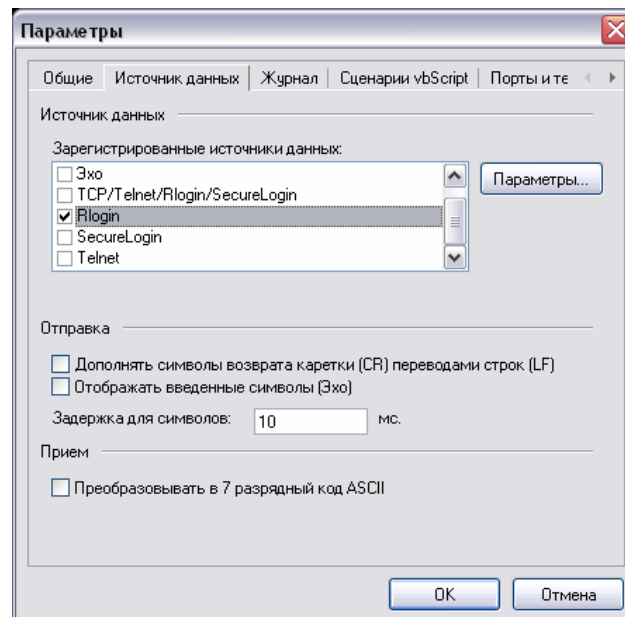 Параметры
Общие Источник данных Журнал Сценарии vbScript Порты и те
Источник данных
Зарегистрированные источники данных:
Эхо
TCP/Telnet/Rlogin/SecureLogin
Rlogin
SecureLogin
Telnet
Параметры...
Отправка
Дополнять символы возврата каретки (CR) переводами строк (LF)
Отображать введенные символы (Эхо)
Задержка для символов: 10 мс.
Прием
Преобразовывать в 7 разрядный код ASCII
OK Отмена